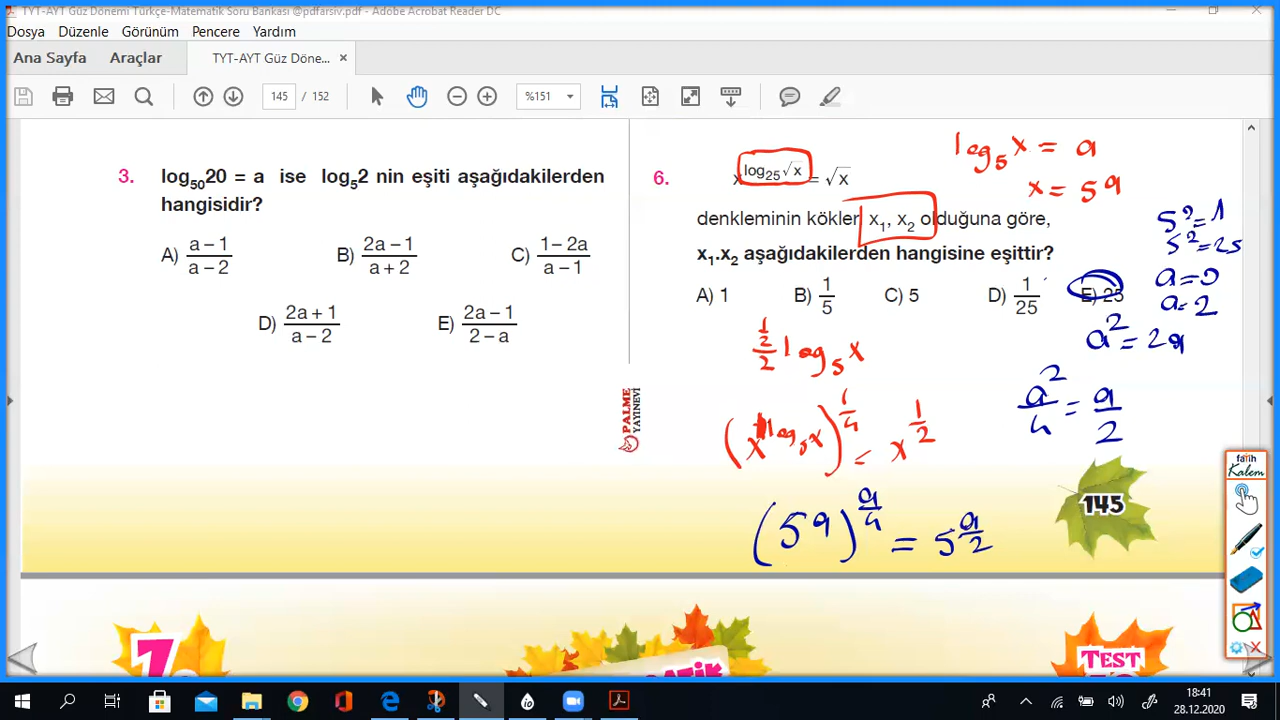 TYT-AYT Güz Dönemi Türkçe-Matematik Soru Bankası @pdfarsiv.pdf - Adobe Acrobat Reader DC
Dosya Düzenle Görünüm Pencere Yardım
Ana Sayfa Araçlar TYT-AYT Güz Döne... ×
145 / 152 %151
3. log₅₀20 = a ise log₅2 nin eşiti aşağıdakilerden
hangisidir?
A) (a – 1)/(a – 2) B) (2a – 1)/(a + 2) C) (1 – 2a)/(a – 1)
D) (2a + 1)/(a – 2) E) (2a – 1)/(2 – a)
PALME
YAYINEVİ
6. x^(log₂₅√x) = √x
denkleminin kökleri x₁, x₂ olduğuna göre,
x₁.x₂ aşağıdakilerden hangisine eşittir?
A) 1 B) 1/5 C) 5 D) 1/25 E) 25
log₅x = a
x = 5^a
5^0 = 1
5² = 25
a = 0
a = 2
a² = 2a
a²/4 = a/2
(1/2)/2 log₅x
(x^(log₅x))^(1/4) = x^(1/2)
(5^a)^(a/4) = 5^(a/2)
145
fatih
Kalem
TEST
18:41
28.12.2020